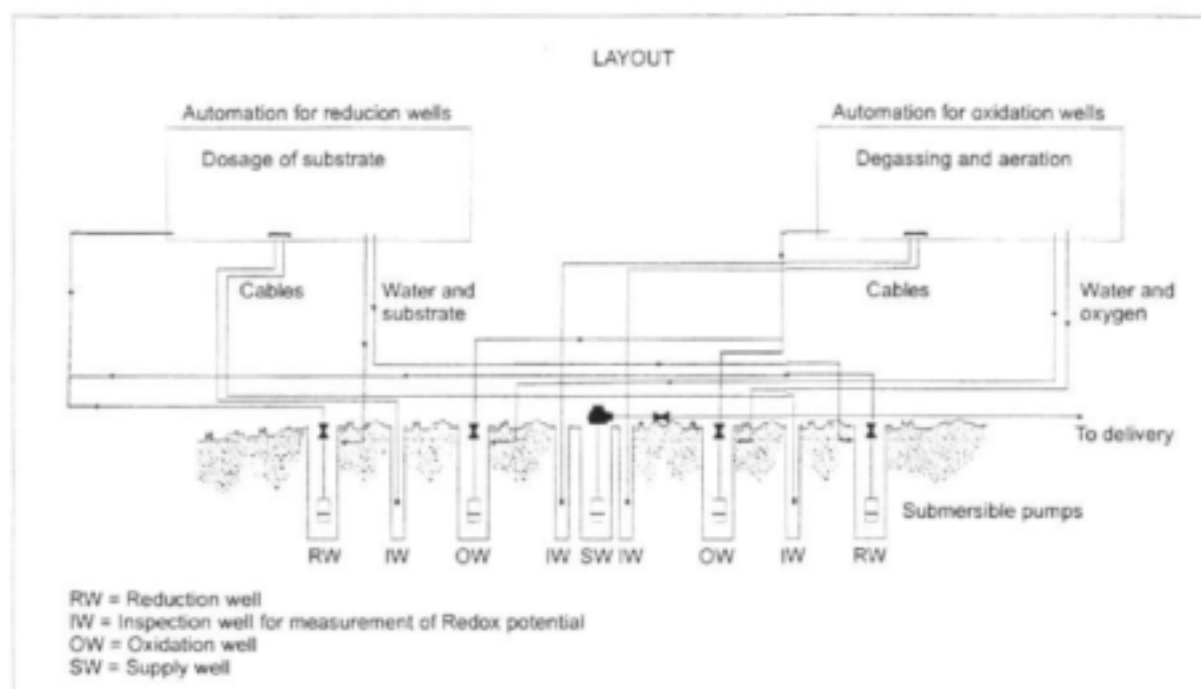 LAYOUT
Automation for reducion wells
Automation for oxidation wells
Dosage of substrate
Degassing and aeration
Cables
Water and
substrate
Cables
Water and
oxygen
To delivery
Submersible pumps
RW IW OW IW SW IW OW IW RW
RW = Reduction well
IW = Inspection well for measurement of Redox potential
OW = Oxidation well
SW = Supply well